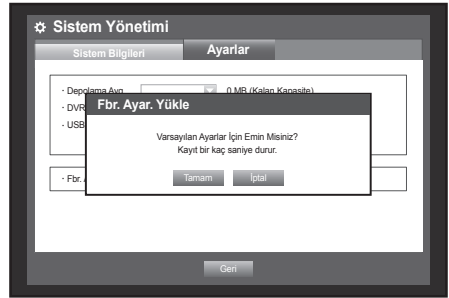 Sistem Yönetimi
Sistem Bilgileri
Ayarlar
· Depolama Ayg. 0 MB (Kalan Kapasite)
· DVR
Fbr. Ayar. Yükle
· USB
Varsayılan Ayarlar İçin Emin Misiniz?
Kayıt bir kaç saniye durur.
Tamam
İptal
· Fbr.
Geri